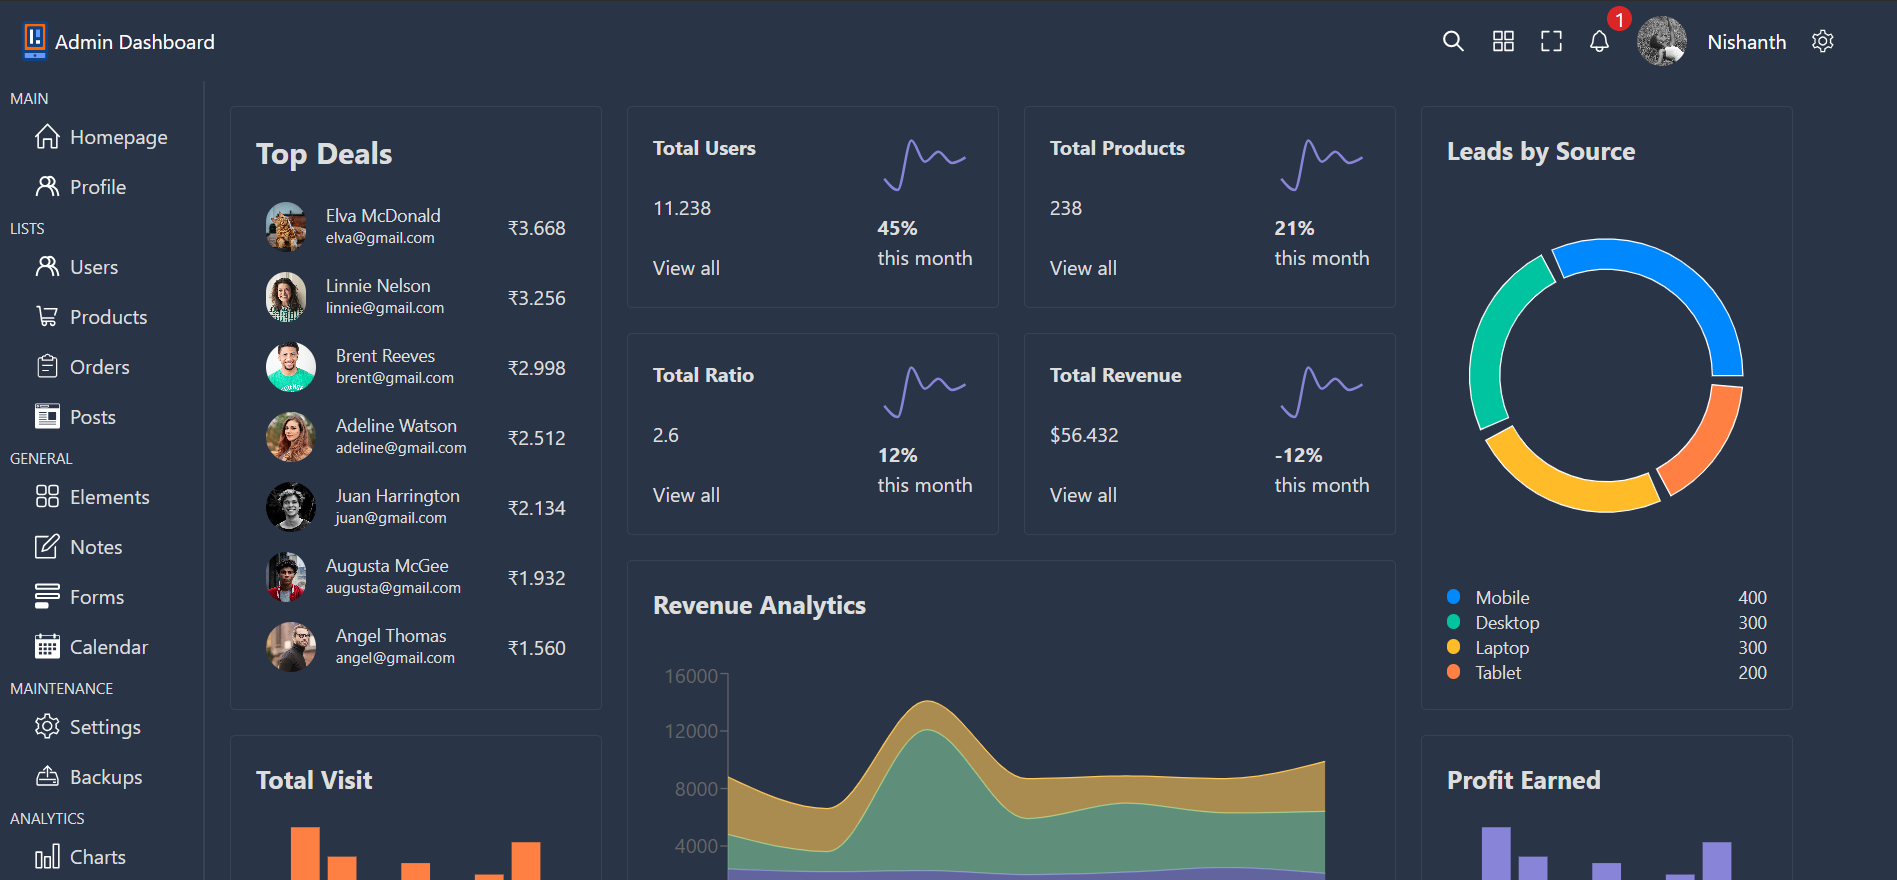 Admin Dashboard
1
Nishanth
MAIN
Homepage
Profile
LISTS
Users
Products
Orders
Posts
GENERAL
Elements
Notes
Forms
Calendar
MAINTENANCE
Settings
Backups
ANALYTICS
Charts
Top Deals
Elva McDonald
elva@gmail.com
₹3.668
Linnie Nelson
linnie@gmail.com
₹3.256
Brent Reeves
brent@gmail.com
₹2.998
Adeline Watson
adeline@gmail.com
₹2.512
Juan Harrington
juan@gmail.com
₹2.134
Augusta McGee
augusta@gmail.com
₹1.932
Angel Thomas
angel@gmail.com
₹1.560
Total Visit
Total Users
11.238
View all
45%
this month
Total Products
238
View all
21%
this month
Total Ratio
2.6
View all
12%
this month
Total Revenue
$56.432
View all
-12%
this month
Revenue Analytics
16000
12000
8000
4000
Leads by Source
Mobile 400
Desktop 300
Laptop 300
Tablet 200
Profit Earned